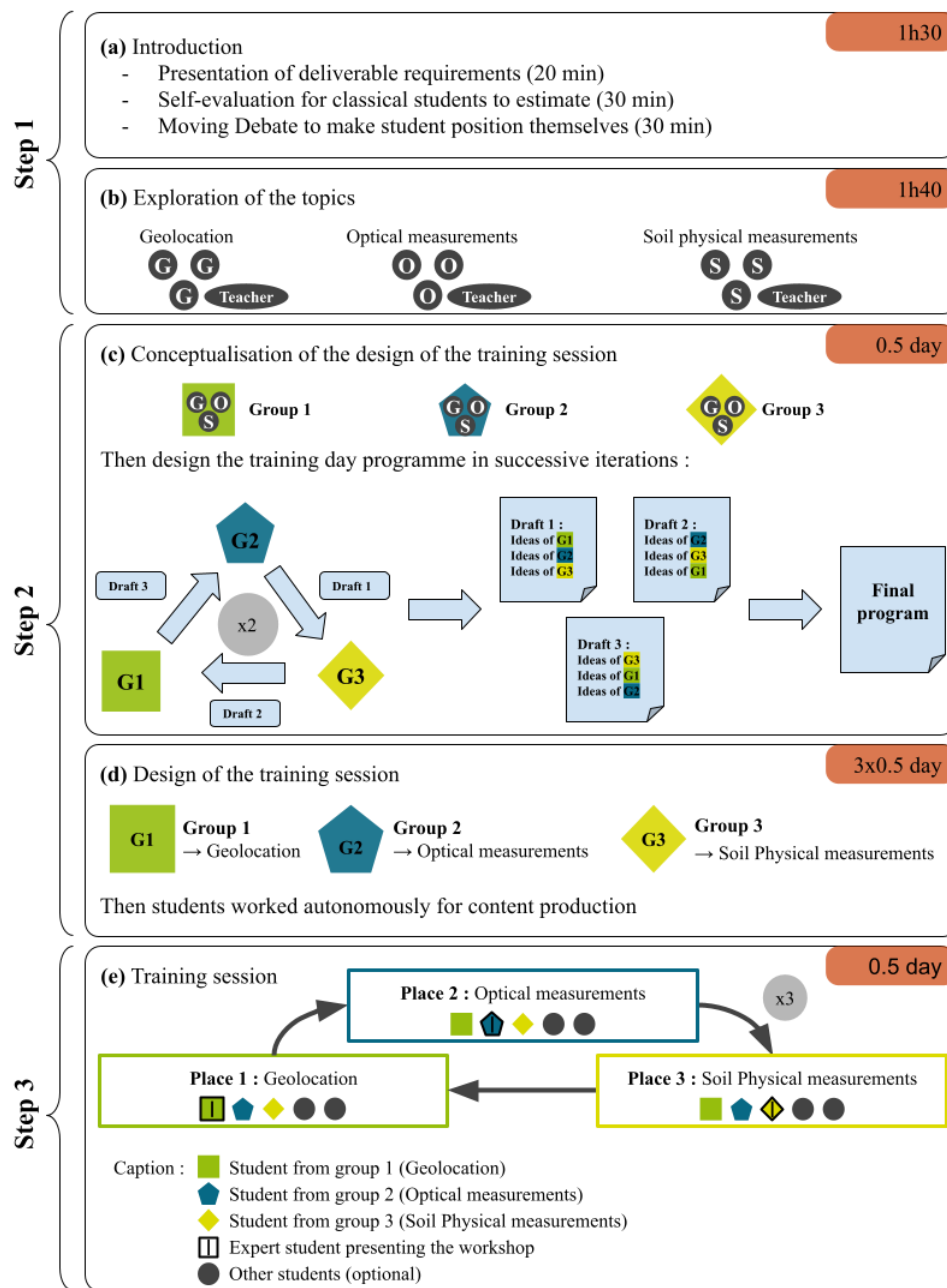 Step 1
1h30
(a) Introduction
- Presentation of deliverable requirements (20 min)
- Self-evaluation for classical students to estimate (30 min)
- Moving Debate to make student position themselves (30 min)
1h40
(b) Exploration of the topics
Geolocation
G G
G Teacher
Optical measurements
O O
O Teacher
Soil physical measurements
S S
S Teacher
Step 2
0.5 day
(c) Conceptualisation of the design of the training session
G O
S
Group 1
G O
S
Group 2
G O
S
Group 3
Then design the training day programme in successive iterations :
G2
Draft 3
Draft 1
x2
G1
G3
Draft 2
Draft 1 :
Ideas of G1
Ideas of G2
Ideas of G3
Draft 2 :
Ideas of G2
Ideas of G3
Ideas of G1
Draft 3 :
Ideas of G3
Ideas of G1
Ideas of G2
Final
program
3x0.5 day
(d) Design of the training session
G1
Group 1
→ Geolocation
G2
Group 2
→ Optical measurements
G3
Group 3
→ Soil Physical measurements
Then students worked autonomously for content production
Step 3
0.5 day
(e) Training session
x3
Place 2 : Optical measurements
Place 1 : Geolocation
Place 3 : Soil Physical measurements
Caption :
Student from group 1 (Geolocation)
Student from group 2 (Optical measurements)
Student from group 3 (Soil Physical measurements)
Expert student presenting the workshop
Other students (optional)